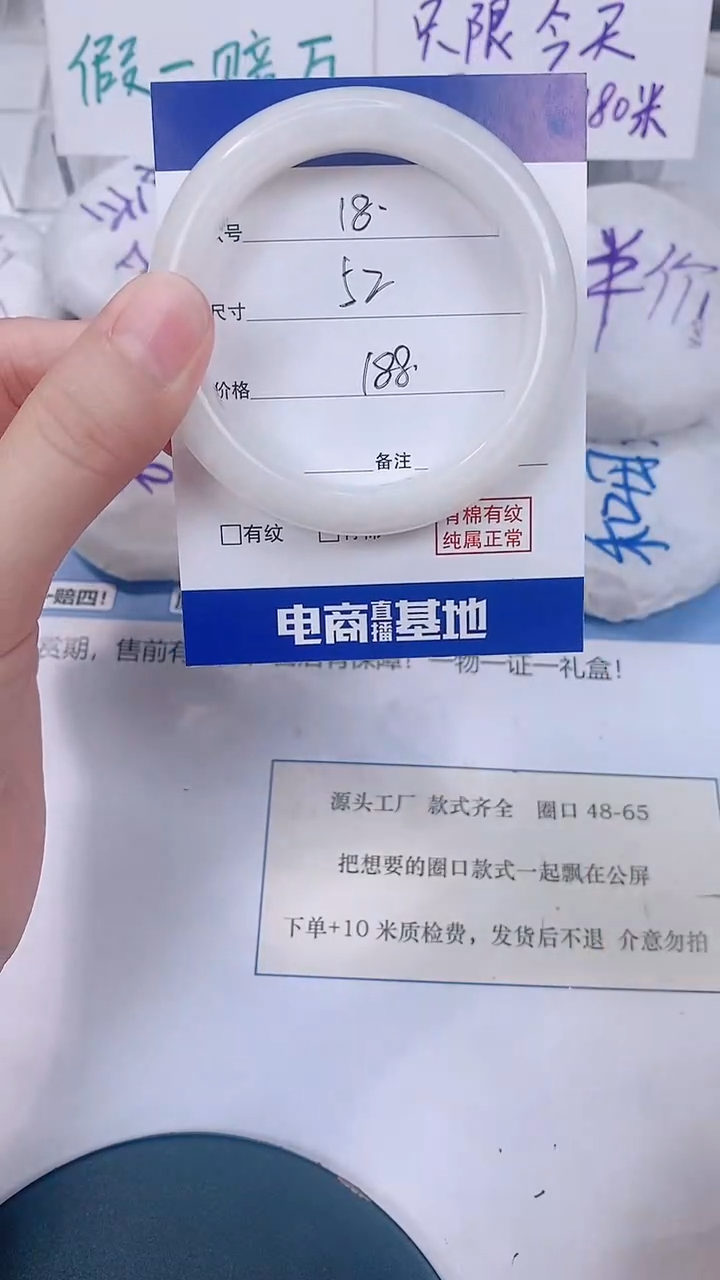 假一赔万
只限今天
180米
半价
号 18.
尺寸 52
价格 188.
备注
□有纹
有棉有纹
纯属正常
电商直播基地
一赔四!
赏期，售前有
一物一证一礼盒!
源头工厂 款式齐全 圈口 48-65
把想要的圈口款式一起飘在公屏
下单+10 米质检费，发货后不退 介意勿拍